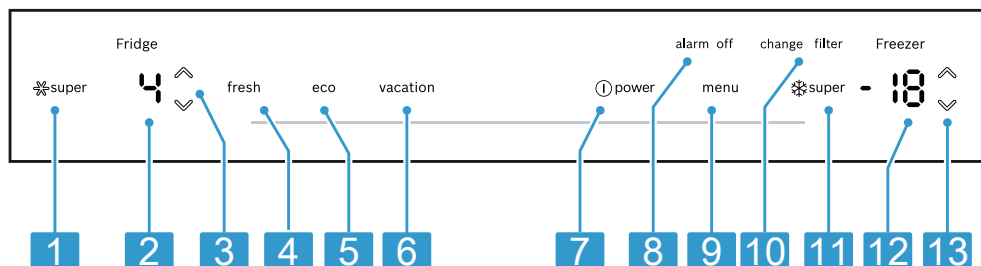 Fridge
alarm off change filter Freezer
super 4 fresh eco vacation power menu super -18
1 2 3 4 5 6 7 8 9 10 11 12 13